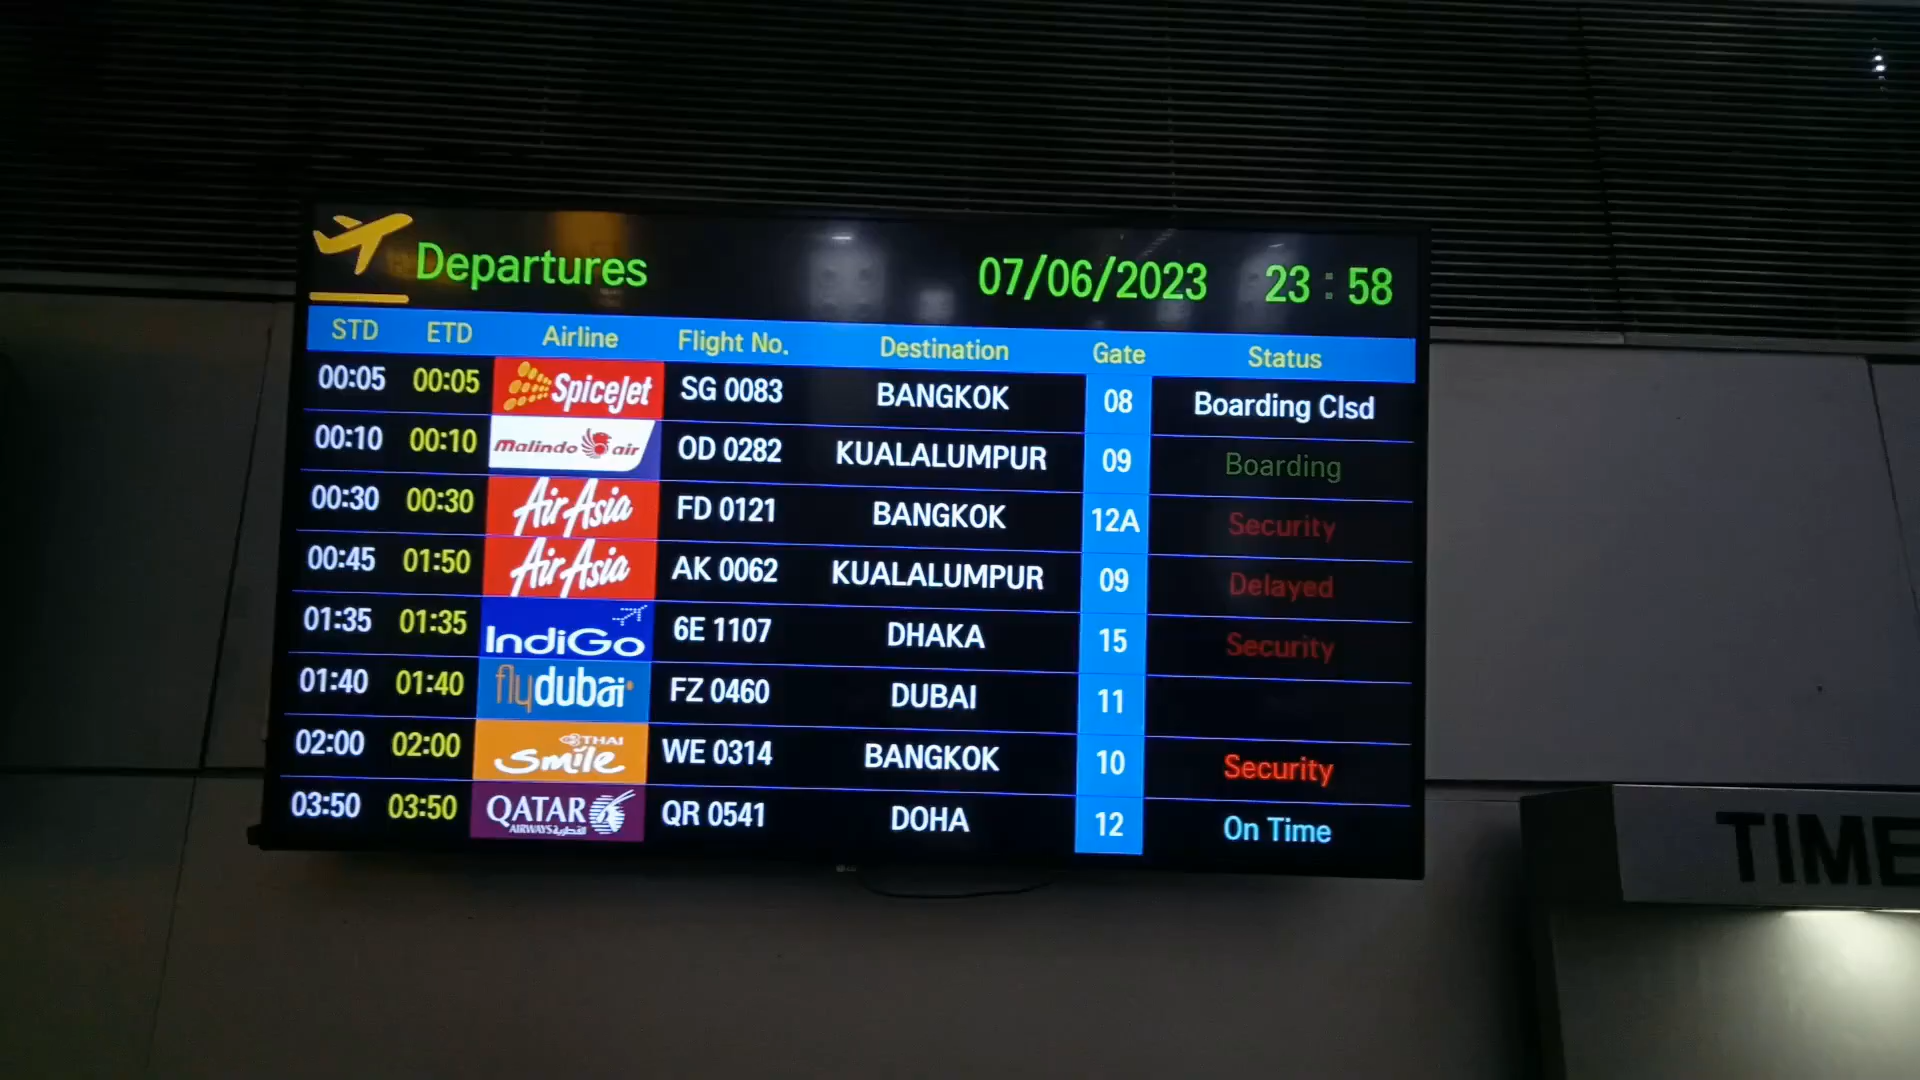 Departures 07/06/2023 23:58
STD ETD Airline Flight No. Destination Gate Status
00:05 00:05 SpiceJet SG 0083 BANGKOK 08 Boarding Clsd
00:10 00:10 Malindo air OD 0282 KUALALUMPUR 09 Boarding
00:30 00:30 AirAsia FD 0121 BANGKOK 12A Security
00:45 01:50 AirAsia AK 0062 KUALALUMPUR 09 Delayed
01:35 01:35 IndiGo 6E 1107 DHAKA 15 Security
01:40 01:40 flydubai FZ 0460 DUBAI 11
02:00 02:00 THAI Smile WE 0314 BANGKOK 10 Security
03:50 03:50 QATAR AIRWAYS القطرية QR 0541 DOHA 12 On Time
LG
TIME